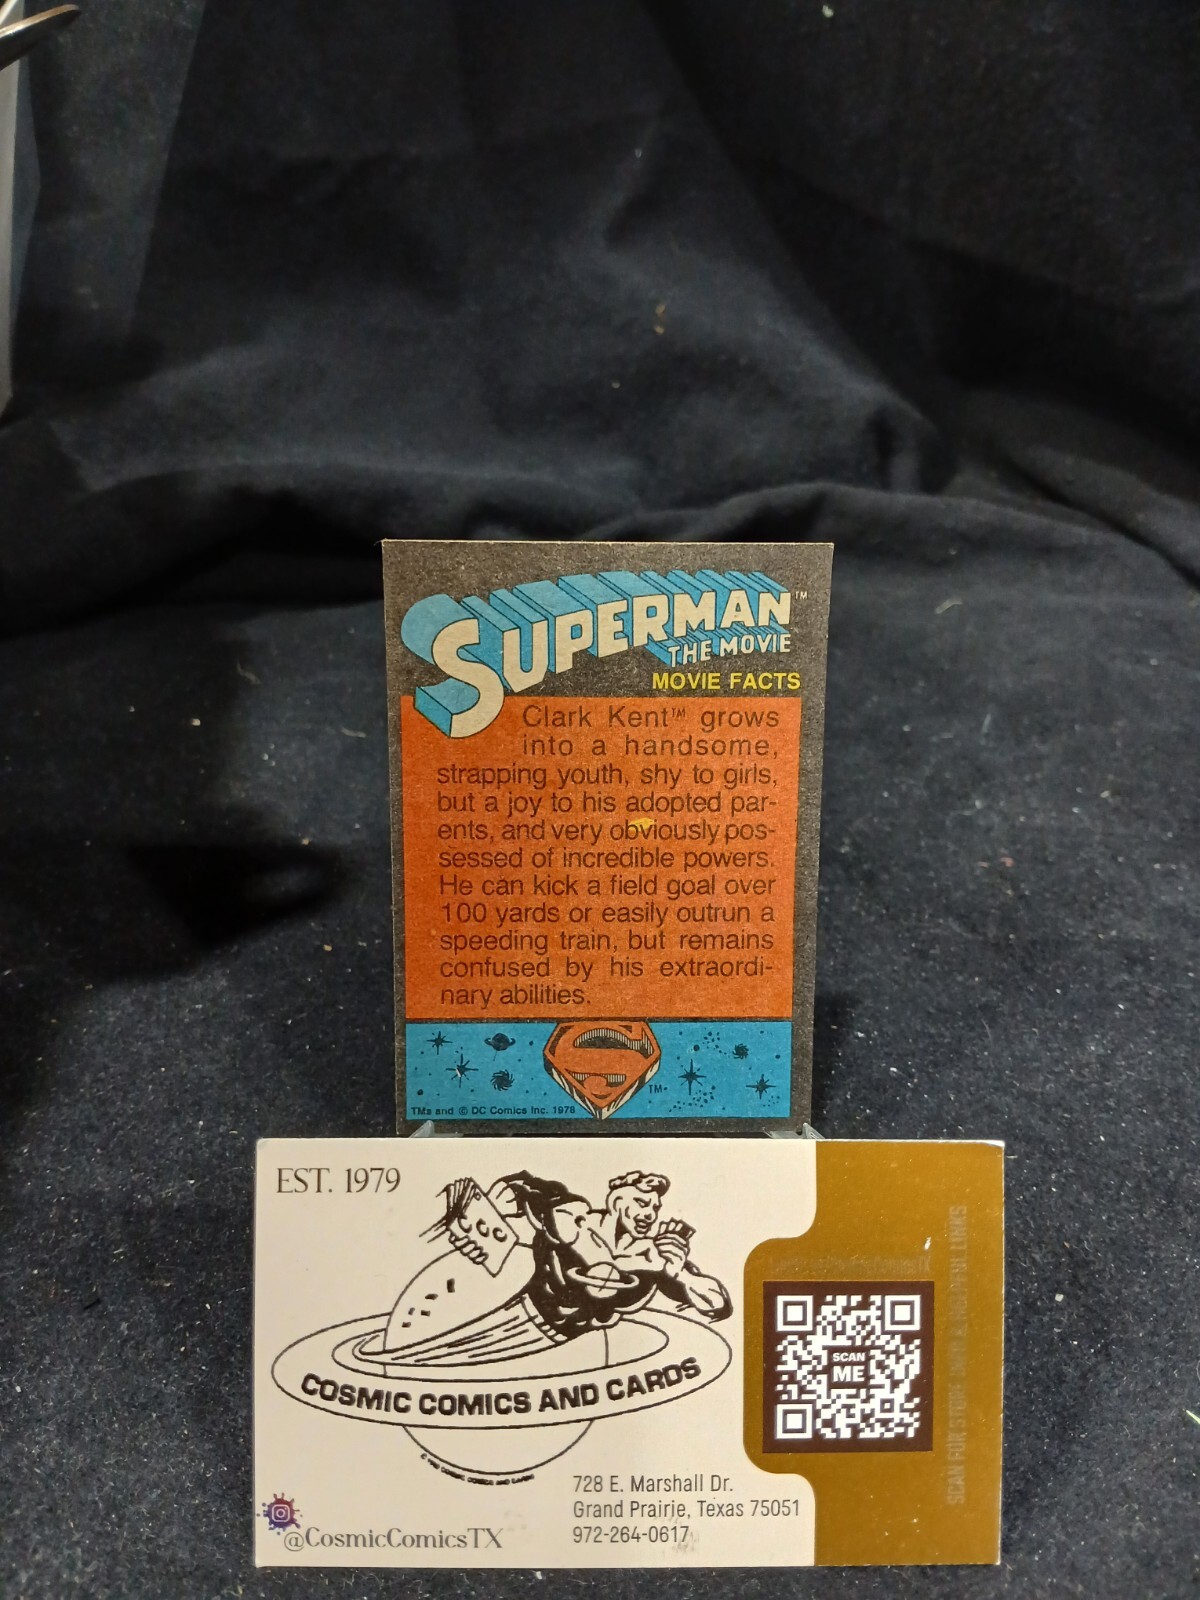 SUPERMAN™
THE MOVIE
MOVIE FACTS
Clark Kent™ grows
into a handsome,
strapping youth, shy to girls,
but a joy to his adopted par-
ents, and very obviously pos-
sessed of incredible powers.
He can kick a field goal over
100 yards or easily outrun a
speeding train, but remains
confused by his extraordi-
nary abilities.
TM
TMs and © DC Comics Inc. 1978
EST. 1979
CCC
COSMIC COMICS AND CARDS
SCAN
ME
728 E. Marshall Dr.
Grand Prairie, Texas 75051
972-264-0617
@CosmicComicsTX